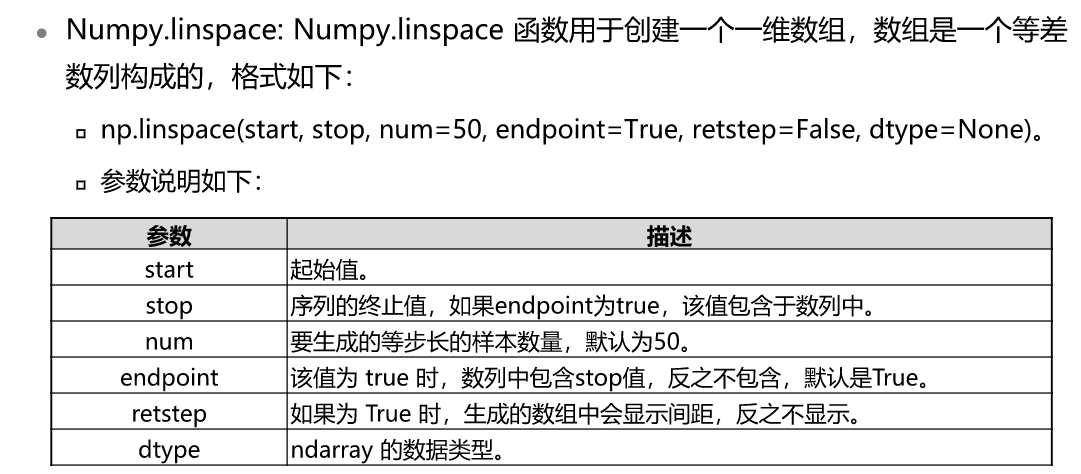 Numpy.linspace: Numpy.linspace 函数用于创建一个一维数组，数组是一个等差
数列构成的，格式如下：
np.linspace(start, stop, num=50, endpoint=True, retstep=False, dtype=None)。
参数说明如下：
参数 描述
start 起始值。
stop 序列的终止值，如果endpoint为true，该值包含于数列中。
num 要生成的等步长的样本数量，默认为50。
endpoint 该值为 true 时，数列中包含stop值，反之不包含，默认是True。
retstep 如果为 True 时，生成的数组中会显示间距，反之不显示。
dtype ndarray 的数据类型。